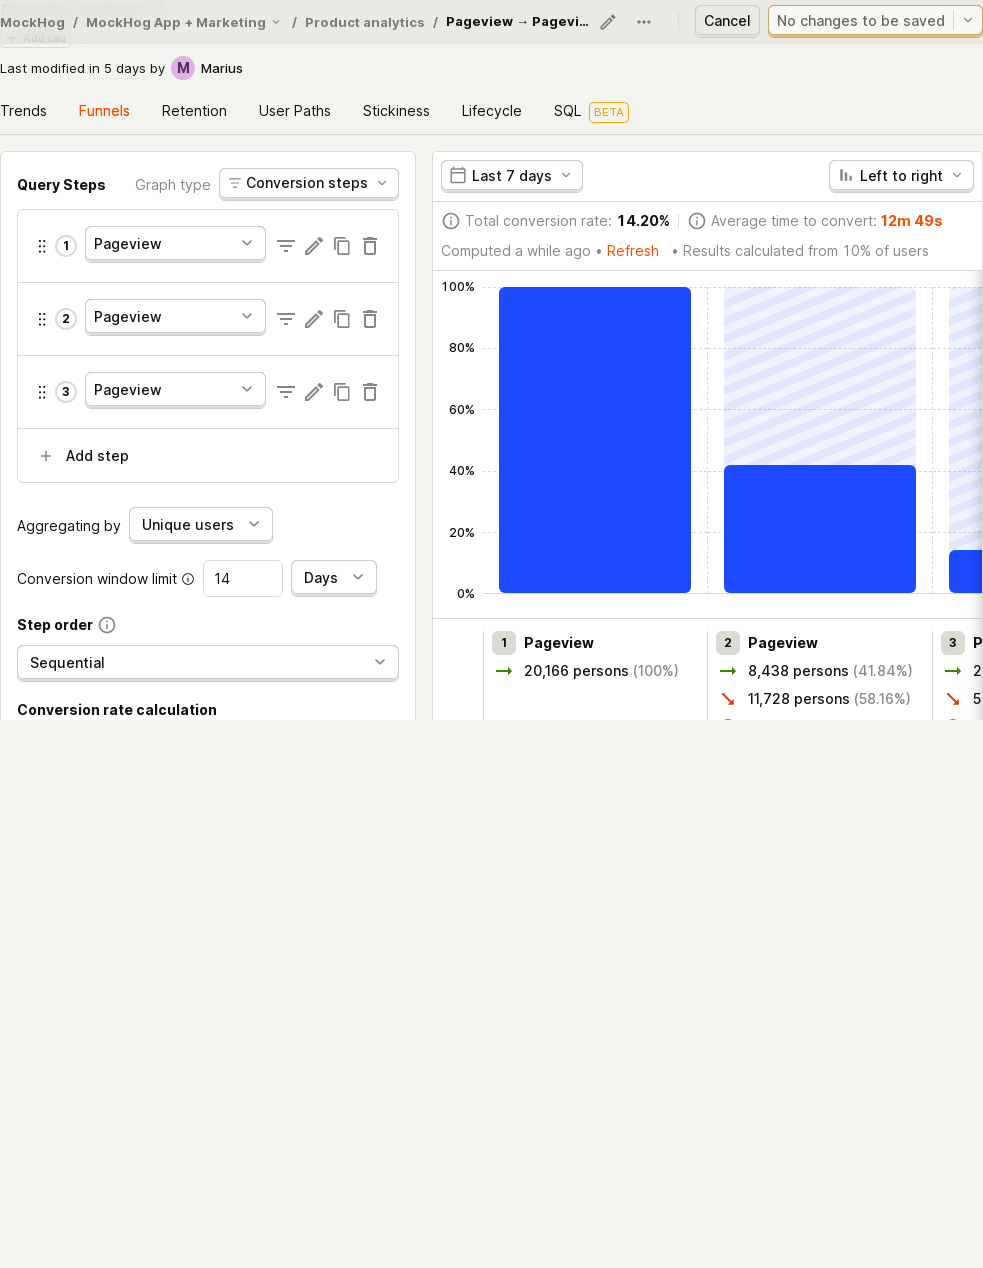 MockHog / MockHog App + Marketing / Product analytics / Pageview → Pagevi... Cancel No changes to be saved
Add tag
Last modified in 5 days by M Marius
Trends Funnels Retention User Paths Stickiness Lifecycle SQL BETA
Query Steps Graph type Conversion steps
1 Pageview
2 Pageview
3 Pageview
Add step
Aggregating by Unique users
Conversion window limit 14 Days
Step order
Sequential
Conversion rate calculation
Last 7 days Left to right
Total conversion rate: 14.20% Average time to convert: 12m 49s
Computed a while ago • Refresh • Results calculated from 10% of users
100%
80%
60%
40%
20%
0%
1 Pageview
20,166 persons (100%)
2 Pageview
8,438 persons (41.84%)
11,728 persons (58.16%)
3 P
2
5